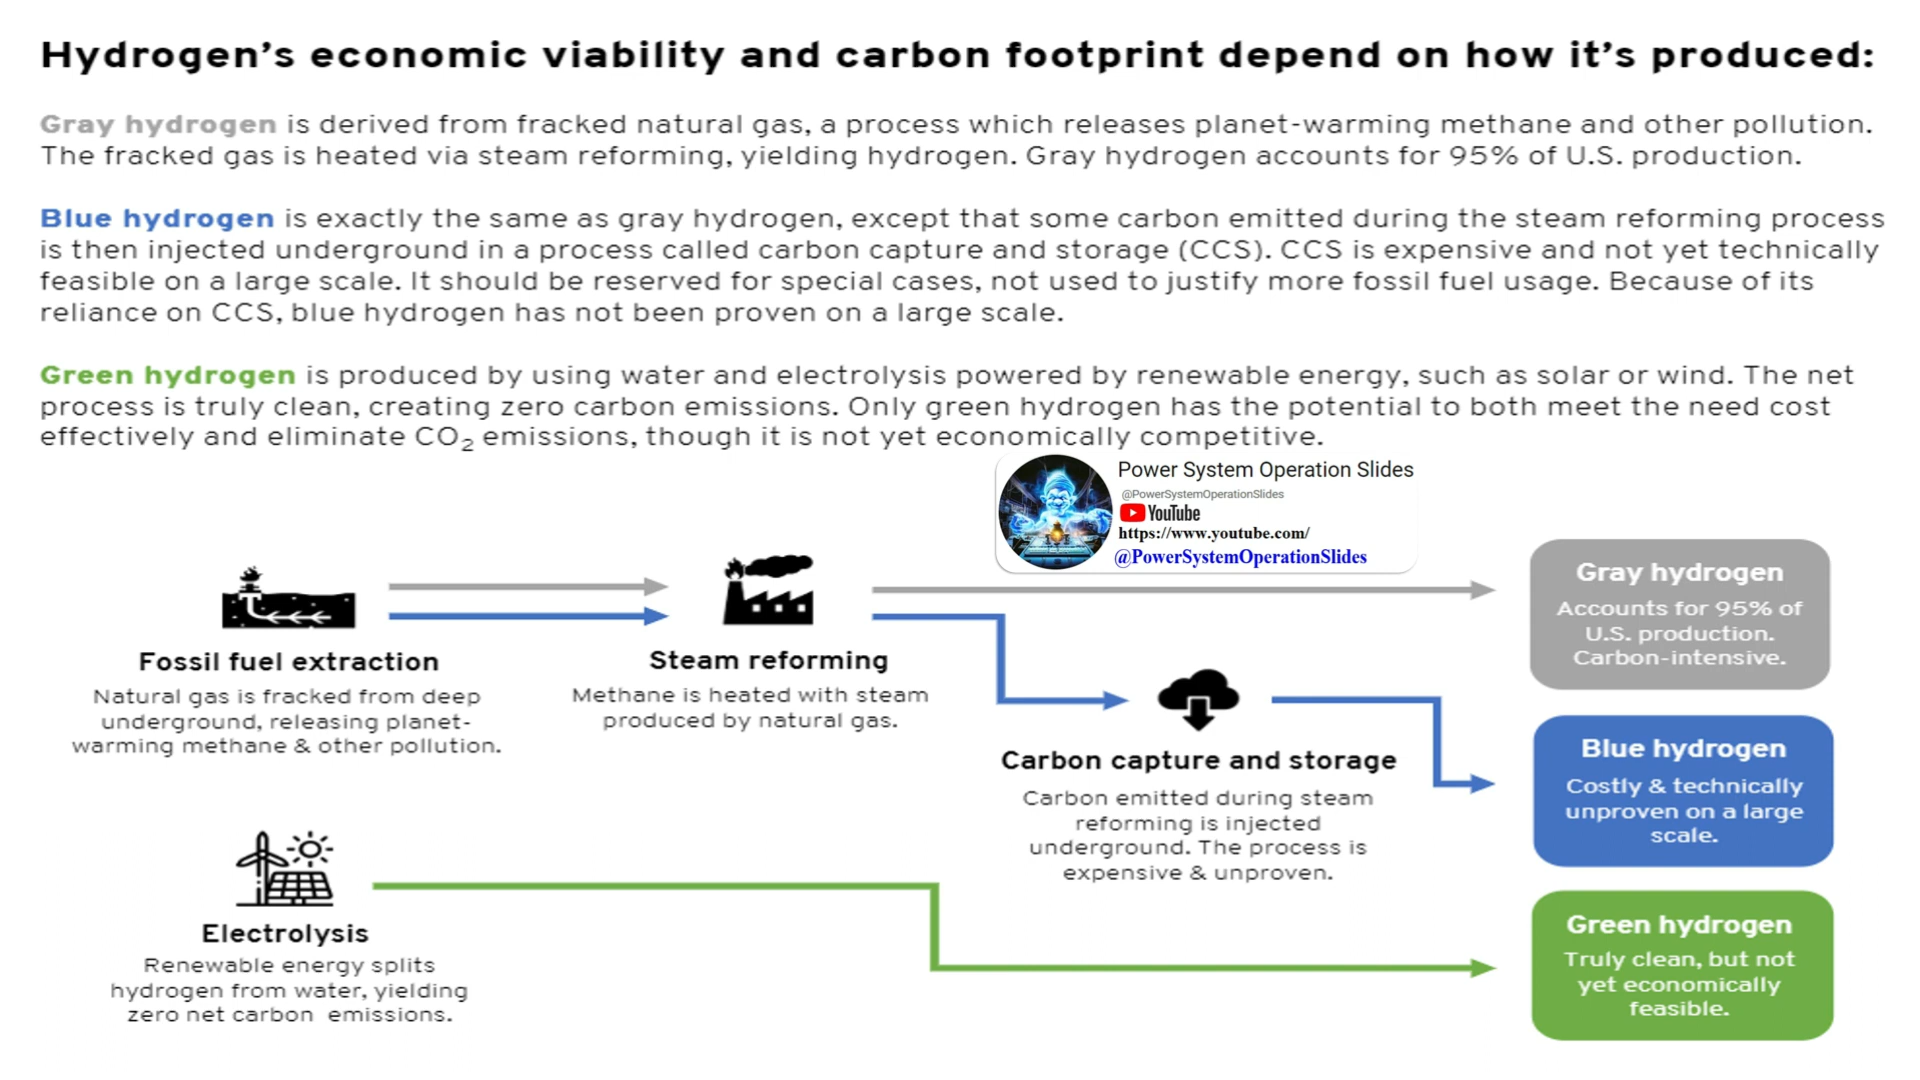 Hydrogen's economic viability and carbon footprint depend on how it's produced:
Gray hydrogen is derived from fracked natural gas, a process which releases planet-warming methane and other pollution.
The fracked gas is heated via steam reforming, yielding hydrogen. Gray hydrogen accounts for 95% of U.S. production.
Blue hydrogen is exactly the same as gray hydrogen, except that some carbon emitted during the steam reforming process
is then injected underground in a process called carbon capture and storage (CCS). CCS is expensive and not yet technically
feasible on a large scale. It should be reserved for special cases, not used to justify more fossil fuel usage. Because of its
reliance on CCS, blue hydrogen has not been proven on a large scale.
Green hydrogen is produced by using water and electrolysis powered by renewable energy, such as solar or wind. The net
process is truly clean, creating zero carbon emissions. Only green hydrogen has the potential to both meet the need cost
effectively and eliminate CO₂ emissions, though it is not yet economically competitive.
Power System Operation Slides
@PowerSystemOperationSlides
YouTube
https://www.youtube.com/
@PowerSystemOperationSlides
Fossil fuel extraction
Natural gas is fracked from deep
underground, releasing planet-
warming methane & other pollution.
Steam reforming
Methane is heated with steam
produced by natural gas.
Carbon capture and storage
Carbon emitted during steam
reforming is injected
underground. The process is
expensive & unproven.
Electrolysis
Renewable energy splits
hydrogen from water, yielding
zero net carbon emissions.
Gray hydrogen
Accounts for 95% of
U.S. production.
Carbon-intensive.
Blue hydrogen
Costly & technically
unproven on a large
scale.
Green hydrogen
Truly clean, but not
yet economically
feasible.